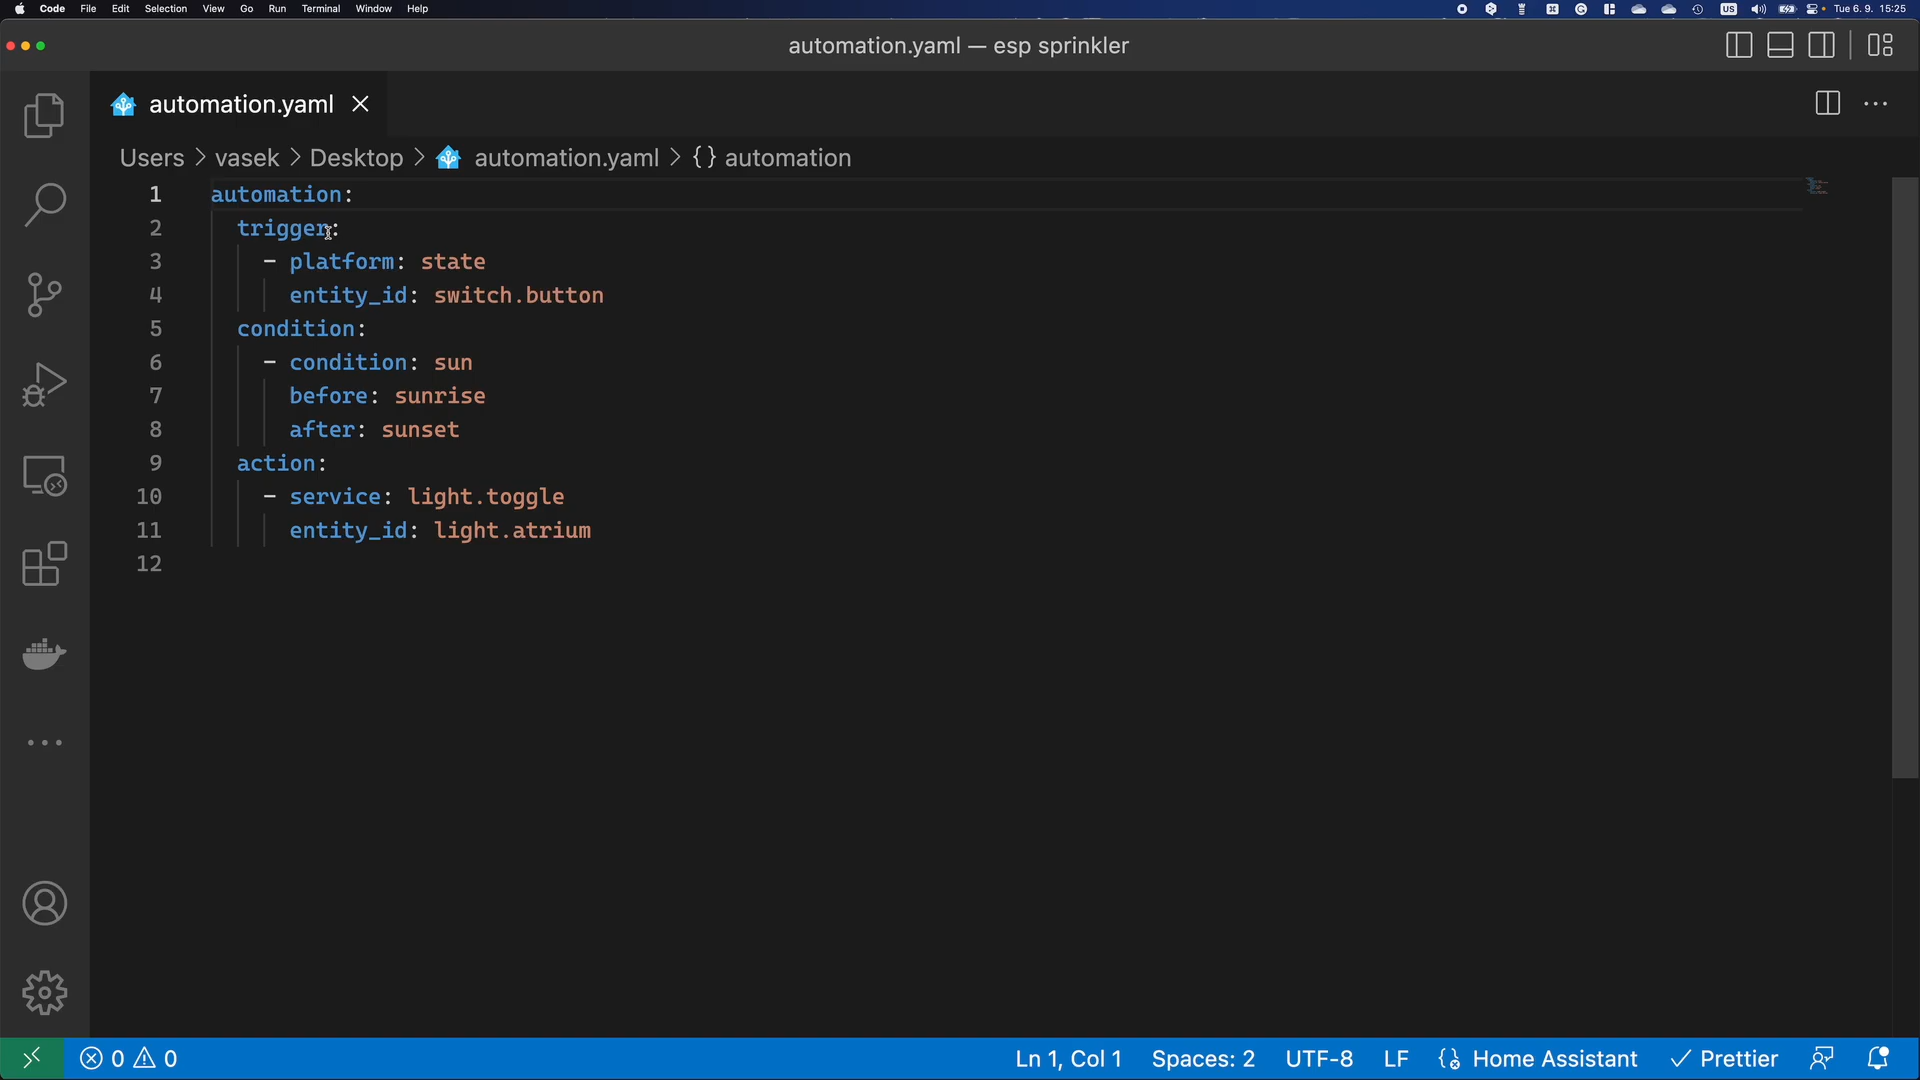 Code File Edit Selection View Go Run Terminal Window Help US Tue 6. 9. 15:25
automation.yaml — esp sprinkler
automation.yaml
Users > vasek > Desktop > automation.yaml > {} automation
1 automation:
2 trigger:
3 - platform: state
4 entity_id: switch.button
5 condition:
6 - condition: sun
7 before: sunrise
8 after: sunset
9 action:
10 - service: light.toggle
11 entity_id: light.atrium
12
0 0 Ln 1, Col 1 Spaces: 2 UTF-8 LF Home Assistant Prettier